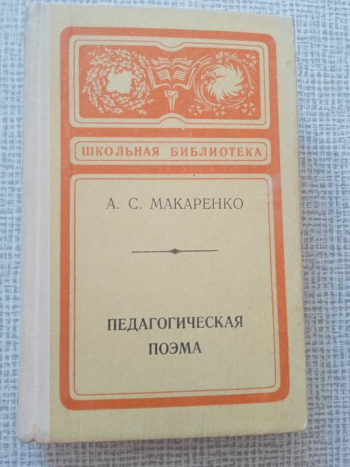 ШКОЛЬНАЯ БИБЛИОТЕКА
А. С. МАКАРЕНКО
ПЕДАГОГИЧЕСКАЯ
ПОЭМА